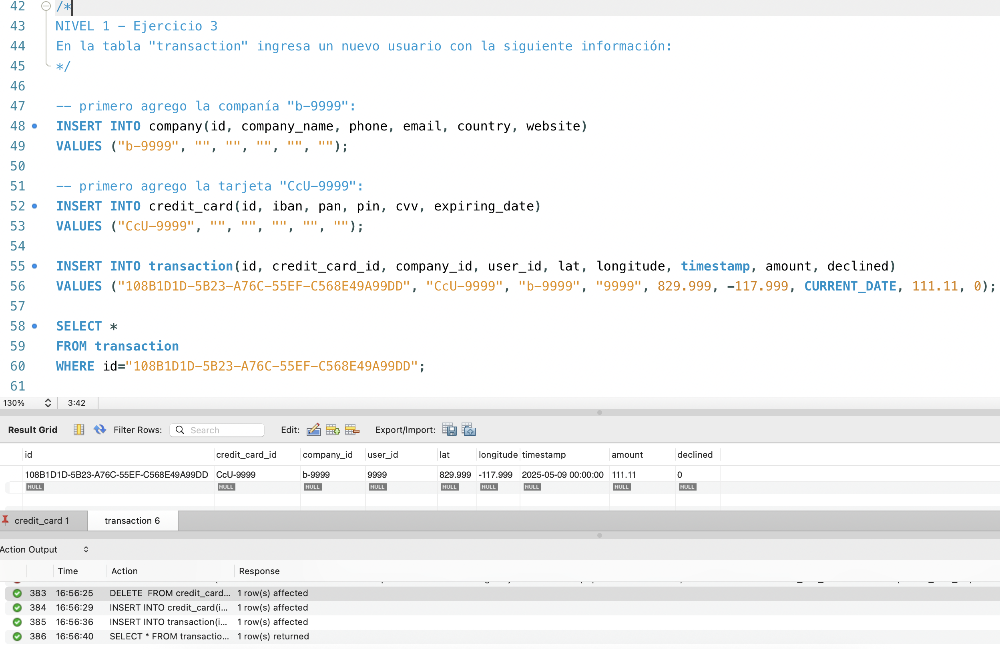 42 /*
43 NIVEL 1 - Ejercicio 3
44 En la tabla "transaction" ingresa un nuevo usuario con la siguiente información:
45 */
46
47 -- primero agrego la companía "b-9999":
48 INSERT INTO company(id, company_name, phone, email, country, website)
49 VALUES ("b-9999", "", "", "", "", "");
50
51 -- primero agrego la tarjeta "CcU-9999":
52 INSERT INTO credit_card(id, iban, pan, pin, cvv, expiring_date)
53 VALUES ("CcU-9999", "", "", "", "", "");
54
55 INSERT INTO transaction(id, credit_card_id, company_id, user_id, lat, longitude, timestamp, amount, declined)
56 VALUES ("108B1D1D-5B23-A76C-55EF-C568E49A99DD", "CcU-9999", "b-9999", "9999", 829.999, -117.999, CURRENT_DATE, 111.11, 0);
57
58 SELECT *
59 FROM transaction
60 WHERE id="108B1D1D-5B23-A76C-55EF-C568E49A99DD";
61
130% 3:42
Result Grid Filter Rows: Search Edit: Export/Import:
id credit_card_id company_id user_id lat longitude timestamp amount declined
108B1D1D-5B23-A76C-55EF-C568E49A99DD CcU-9999 b-9999 9999 829.999 -117.999 2025-05-09 00:00:00 111.11 0
NULL NULL NULL NULL NULL NULL NULL NULL NULL
credit_card 1 transaction 6
Action Output
Time Action Response
383 16:56:25 DELETE FROM credit_card... 1 row(s) affected
384 16:56:29 INSERT INTO credit_card(i... 1 row(s) affected
385 16:56:36 INSERT INTO transaction(i... 1 row(s) affected
386 16:56:40 SELECT * FROM transactio... 1 row(s) returned